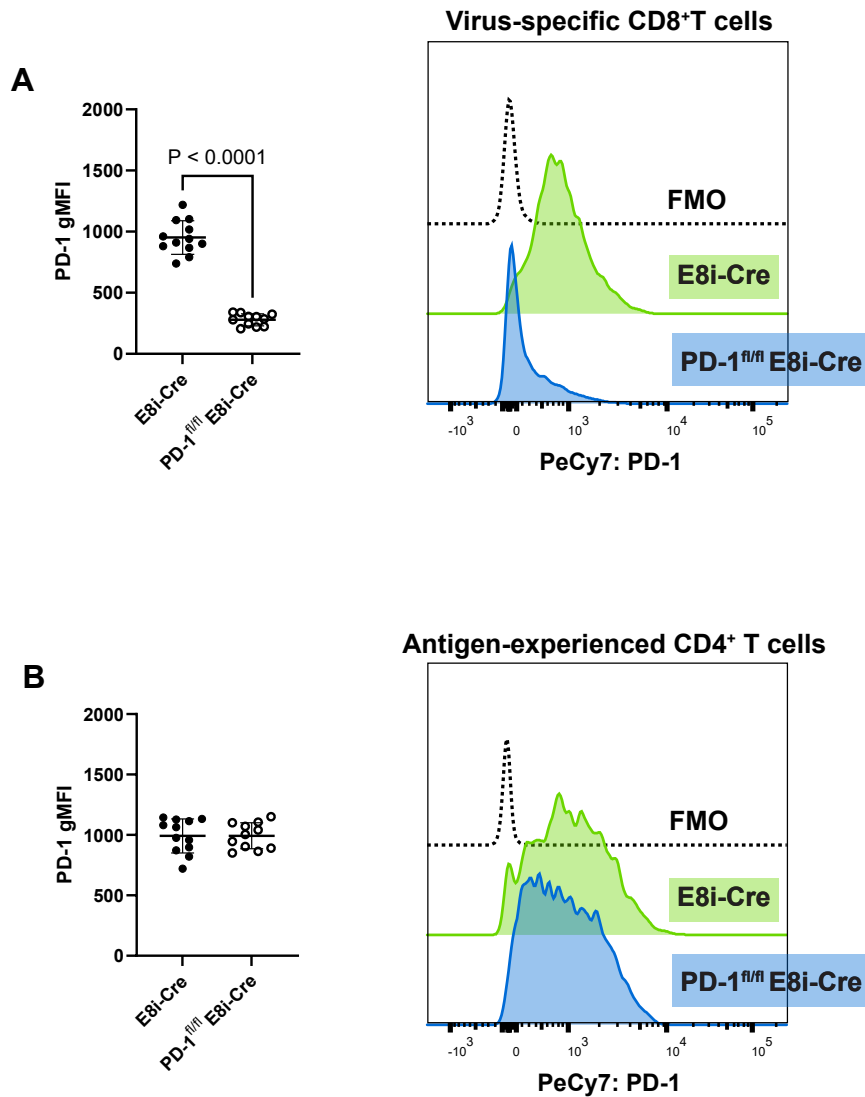 Virus-specific CD8⁺T cells
A
2000
1500
1000
500
0
PD-1 gMFI
P < 0.0001
E8i-Cre
PD-1ᶠˡ/ᶠˡ E8i-Cre
FMO
E8i-Cre
PD-1ᶠˡ/ᶠˡ E8i-Cre
-10³ 0 10³ 10⁴ 10⁵
PeCy7: PD-1
Antigen-experienced CD4⁺ T cells
B
2000
1500
1000
500
0
PD-1 gMFI
E8i-Cre
PD-1ᶠˡ/ᶠˡ E8i-Cre
FMO
E8i-Cre
PD-1ᶠˡ/ᶠˡ E8i-Cre
-10³ 0 10³ 10⁴ 10⁵
PeCy7: PD-1